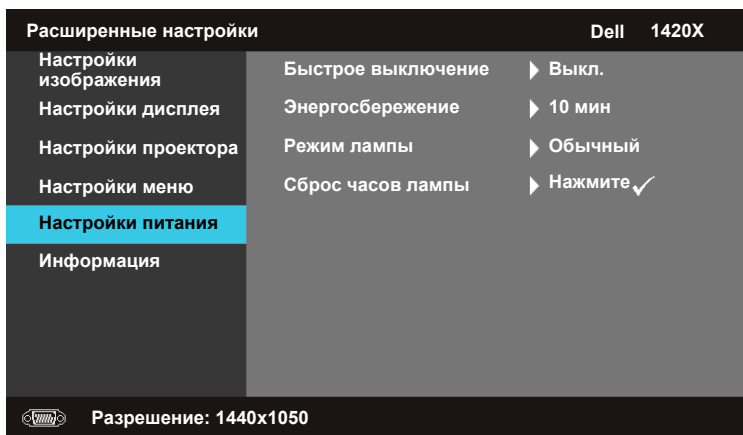 Расширенные настройки Dell 1420X
Настройки
изображения
Быстрое выключение Выкл.
Настройки дисплея Энергосбережение 10 мин
Настройки проектора Режим лампы Обычный
Настройки меню Сброс часов лампы Нажмите
Настройки питания
Информация
Разрешение: 1440x1050